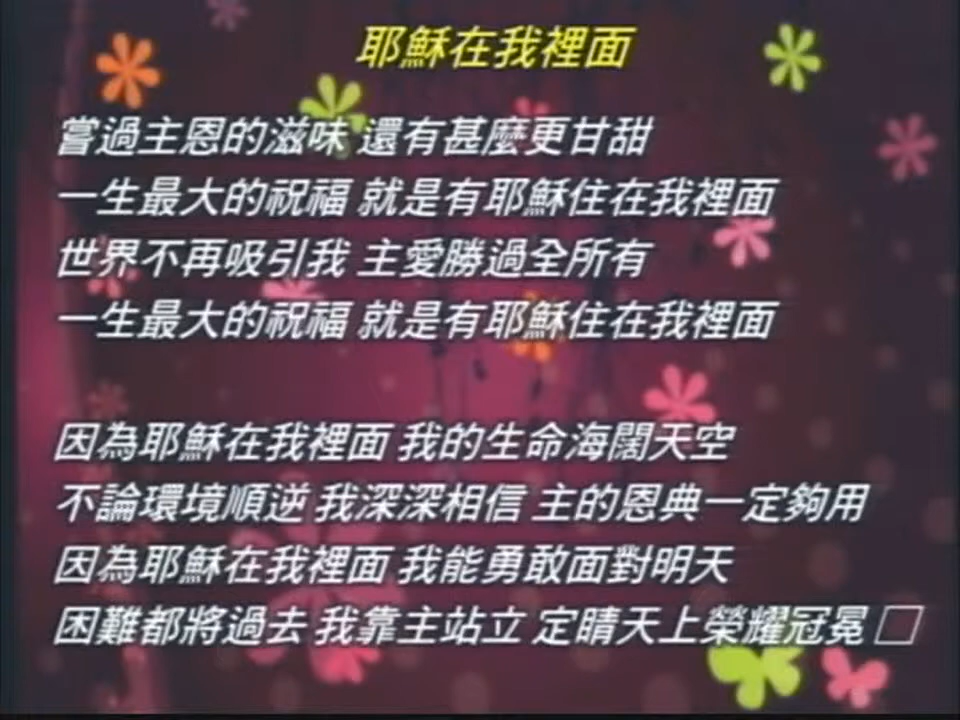 耶穌在我裡面
嘗過主恩的滋味 還有甚麼更甘甜
一生最大的祝福 就是有耶穌住在我裡面
世界不再吸引我 主愛勝過全所有
一生最大的祝福 就是有耶穌住在我裡面
因為耶穌在我裡面 我的生命海闊天空
不論環境順逆 我深深相信 主的恩典一定夠用
因為耶穌在我裡面 我能勇敢面對明天
困難都將過去 我靠主站立 定睛天上榮耀冠冕 □